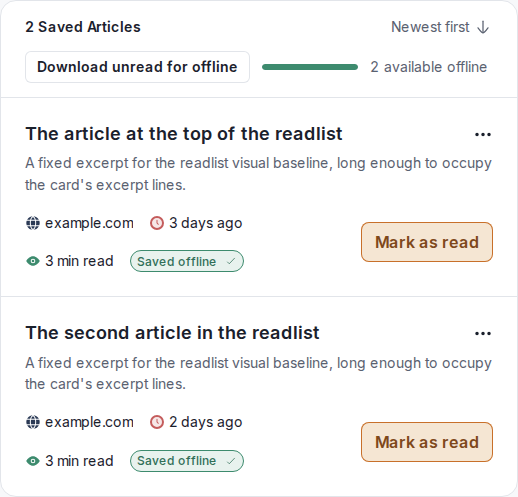 2 Saved Articles
Newest first
Download unread for offline
2 available offline
The article at the top of the readlist
A fixed excerpt for the readlist visual baseline, long enough to occupy
the card's excerpt lines.
example.com
3 days ago
3 min read
Saved offline
Mark as read
The second article in the readlist
A fixed excerpt for the readlist visual baseline, long enough to occupy
the card's excerpt lines.
example.com
2 days ago
3 min read
Saved offline
Mark as read